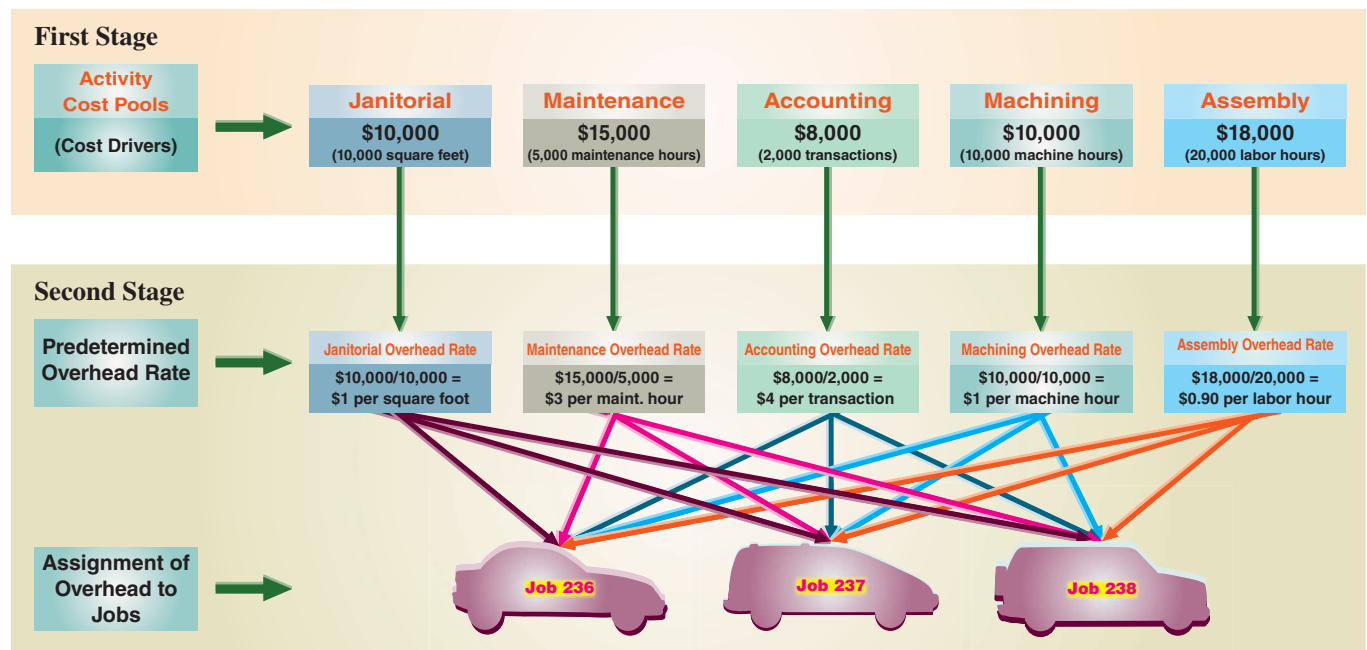 First Stage
Activity
Cost Pools
(Cost Drivers)
Janitorial
$10,000
(10,000 square feet)
Maintenance
$15,000
(5,000 maintenance hours)
Accounting
$8,000
(2,000 transactions)
Machining
$10,000
(10,000 machine hours)
Assembly
$18,000
(20,000 labor hours)
Second Stage
Predetermined
Overhead Rate
Janitorial Overhead Rate
$10,000/10,000 =
$1 per square foot
Maintenance Overhead Rate
$15,000/5,000 =
$3 per maint. hour
Accounting Overhead Rate
$8,000/2,000 =
$4 per transaction
Machining Overhead Rate
$10,000/10,000 =
$1 per machine hour
Assembly Overhead Rate
$18,000/20,000 =
$0.90 per labor hour
Assignment of
Overhead to
Jobs
Job 236
Job 237
Job 238